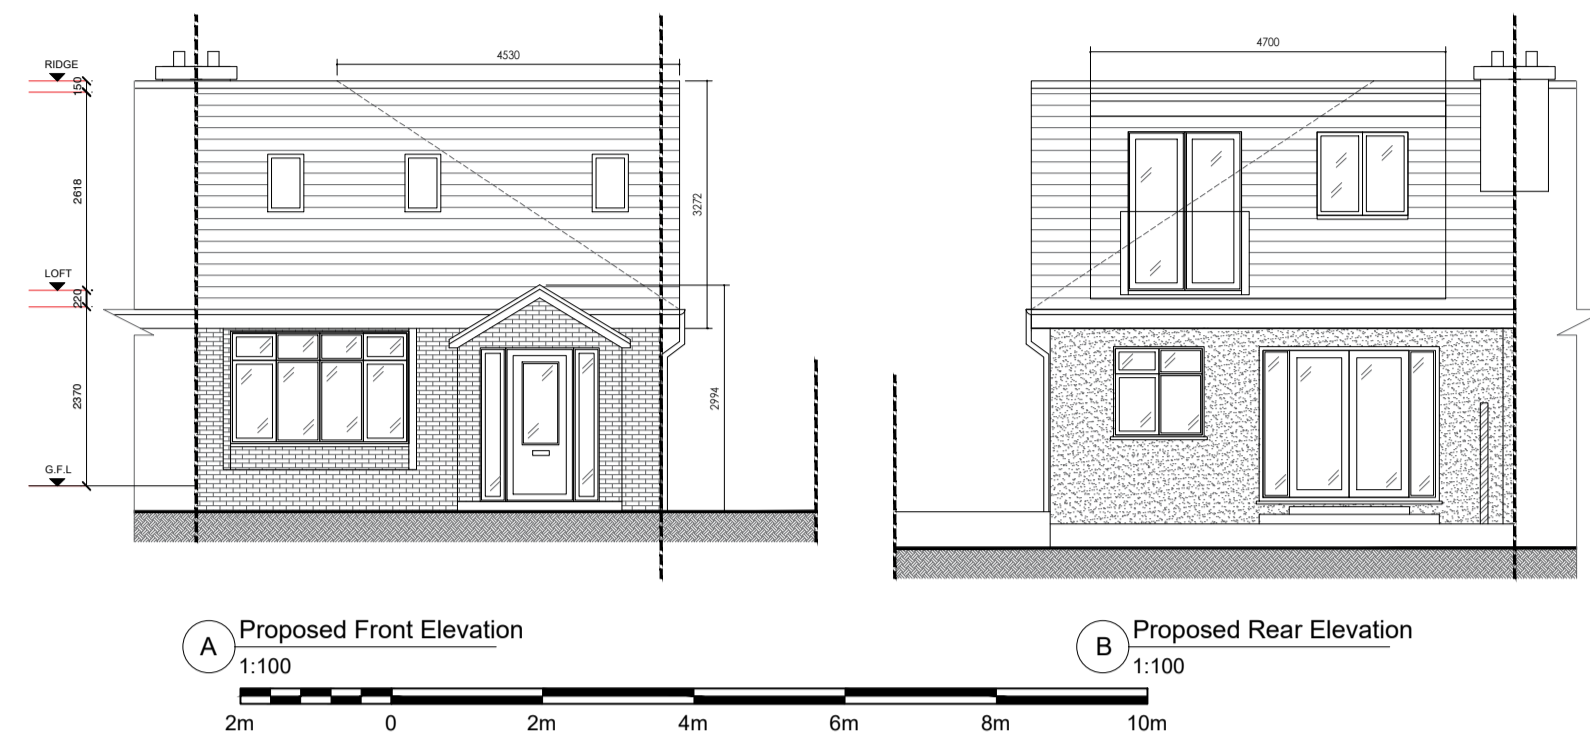 4530
4700
RIDGE
150
2618
3272
LOFT
220
2370
2994
G.F.L
A Proposed Front Elevation
1:100
B Proposed Rear Elevation
1:100
2m 0 2m 4m 6m 8m 10m